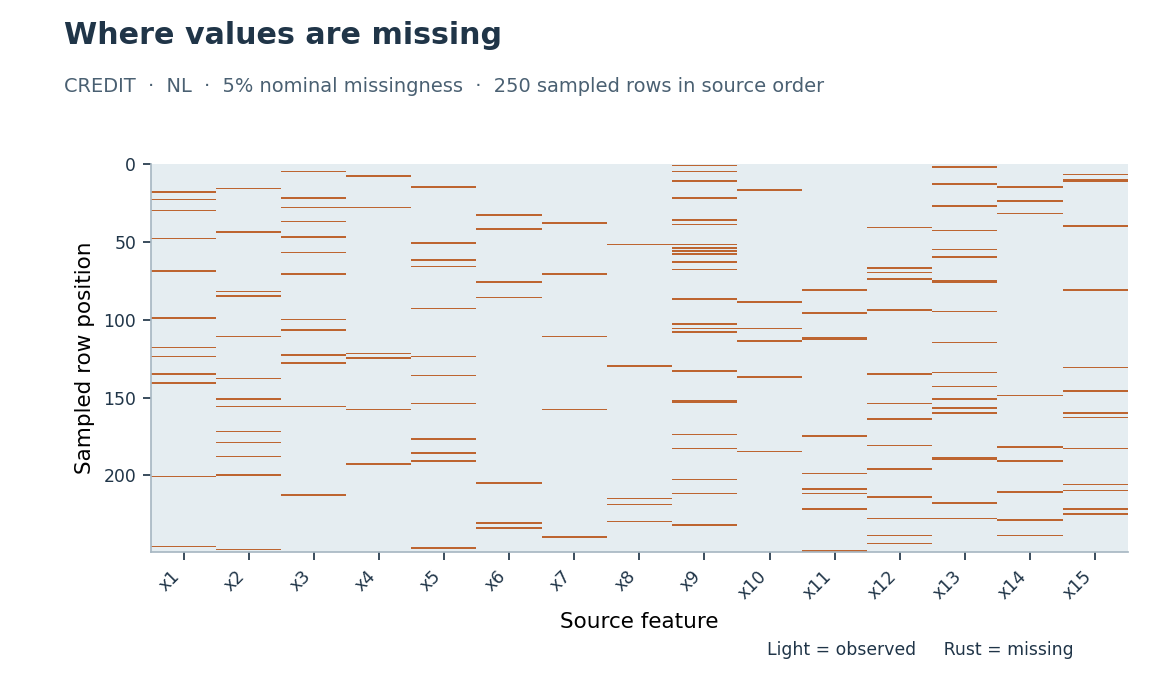 Where values are missing
CREDIT · NL · 5% nominal missingness · 250 sampled rows in source order
0
50
100
150
200
Sampled row position
x1 x2 x3 x4 x5 x6 x7 x8 x9 x10 x11 x12 x13 x14 x15
Source feature
Light = observed Rust = missing